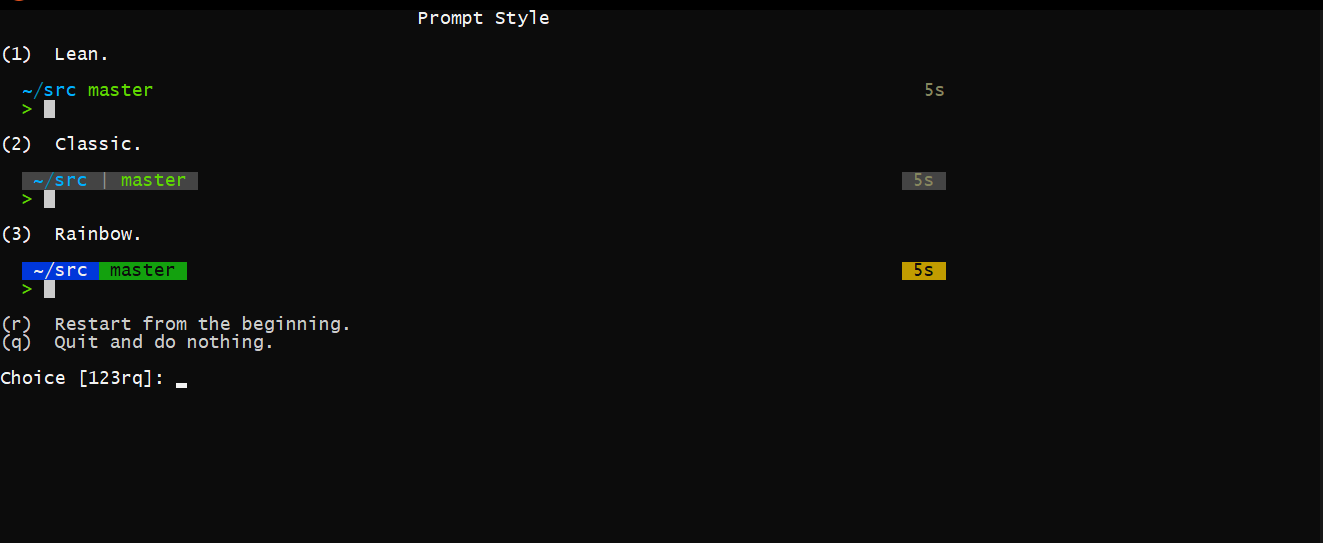 Prompt Style
(1)  Lean.
~/src master 5s
>
(2)  Classic.
~/src | master 5s
>
(3)  Rainbow.
~/src master 5s
>
(r)  Restart from the beginning.
(q)  Quit and do nothing.
Choice [123rq]: